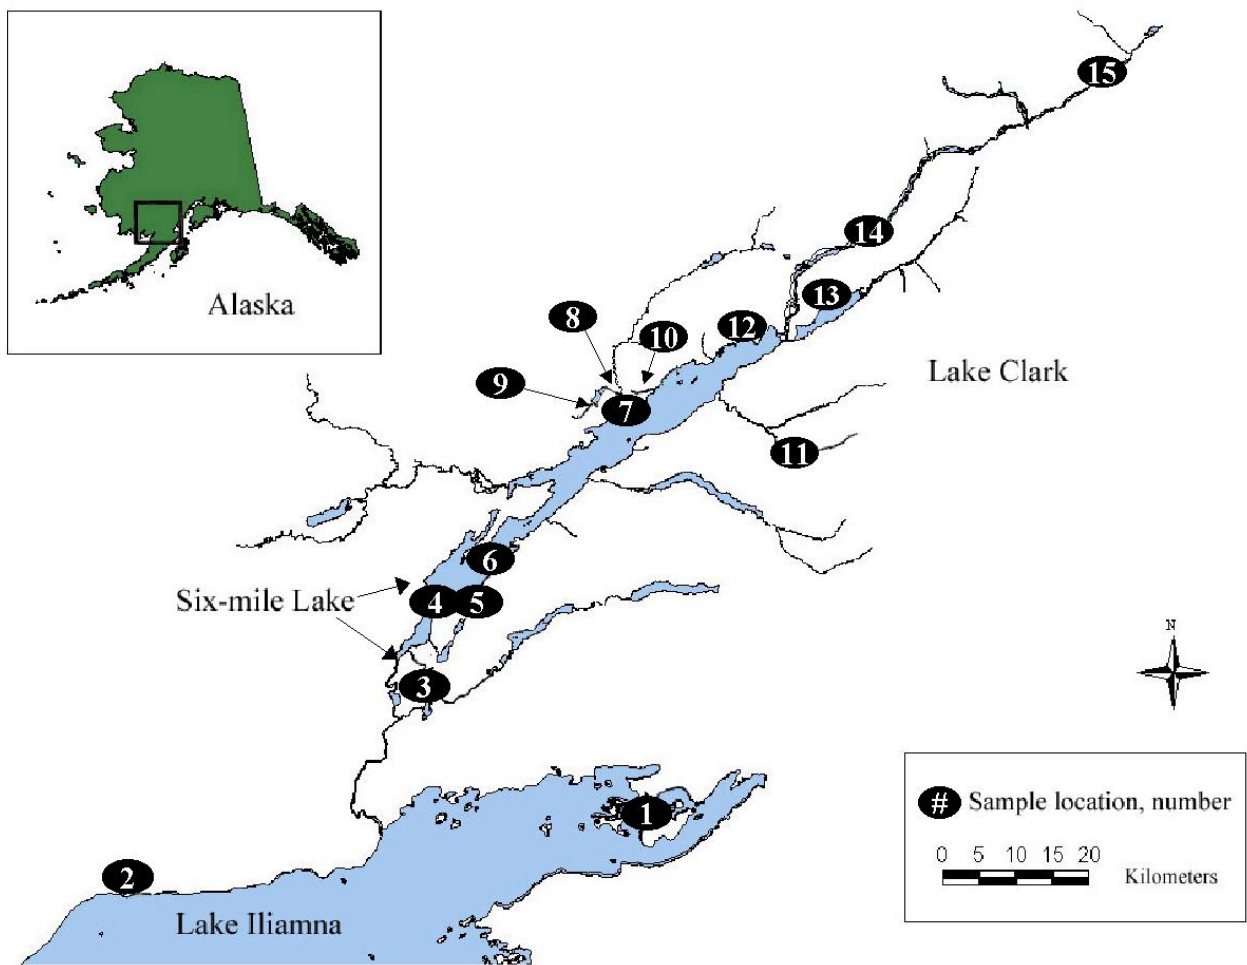 Alaska
15
14
13
12
8
10
9
7
Lake Clark
11
6
Six-mile Lake
4
5
3
N
1
# Sample location, number
0 5 10 15 20
Kilometers
2
Lake Iliamna